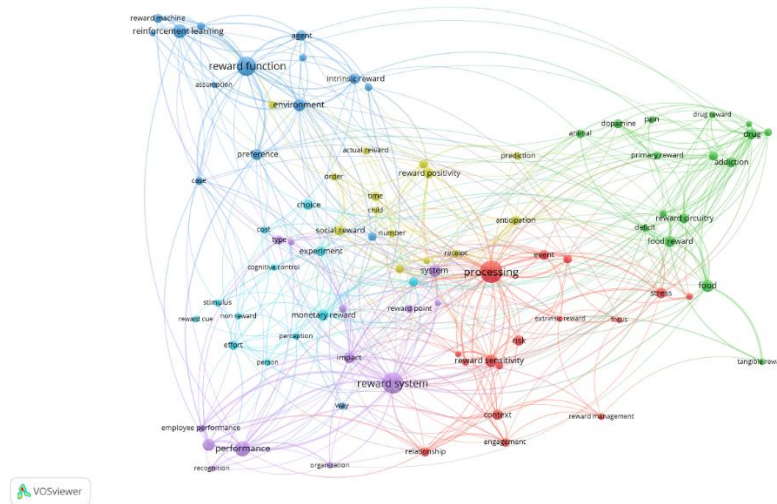 reward machine
reinforcement learning
agent
reward function
intrinsic reward
assumption
environment
drug reward
dopamine
pain
animal
drug
preference
actual reward
prediction
primary reward
addiction
order
reward positivity
case
choice
time
child
cost
social reward
number
anticipation
reward circuitry
deficit
type
experiment
receipt
event
food reward
cognitive control
system
processing
food
stress
stimulus
reward cue
non reward
monetary reward
reward point
extrinsic reward
focus
effort
perception
risk
person
impact
reward sensitivity
tangible rew
reward system
way
context
reward management
employee performance
engagement
performance
relationship
recognition
organization
VOSviewer